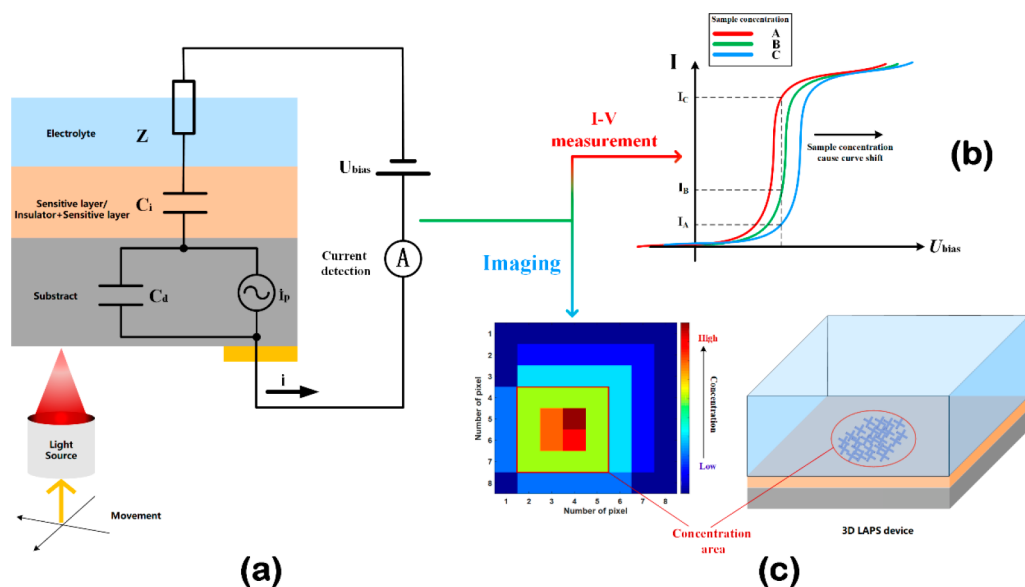 Electrolyte
Z
Sensitive layer/
Insulator+Sensitive layer
Ci
Substract
Cd
ip
Ubias
Current
detection
A
i
Light
Source
Movement
(a)
I-V
measurement
Imaging
Sample concentration
A
B
C
I
IC
IB
IA
Sample concentration
cause curve shift
Ubias
(b)
Number of pixel
1
2
3
4
5
6
7
8
1 2 3 4 5 6 7 8
Number of pixel
High
Concentration
Low
Concentration
area
3D LAPS device
(c)